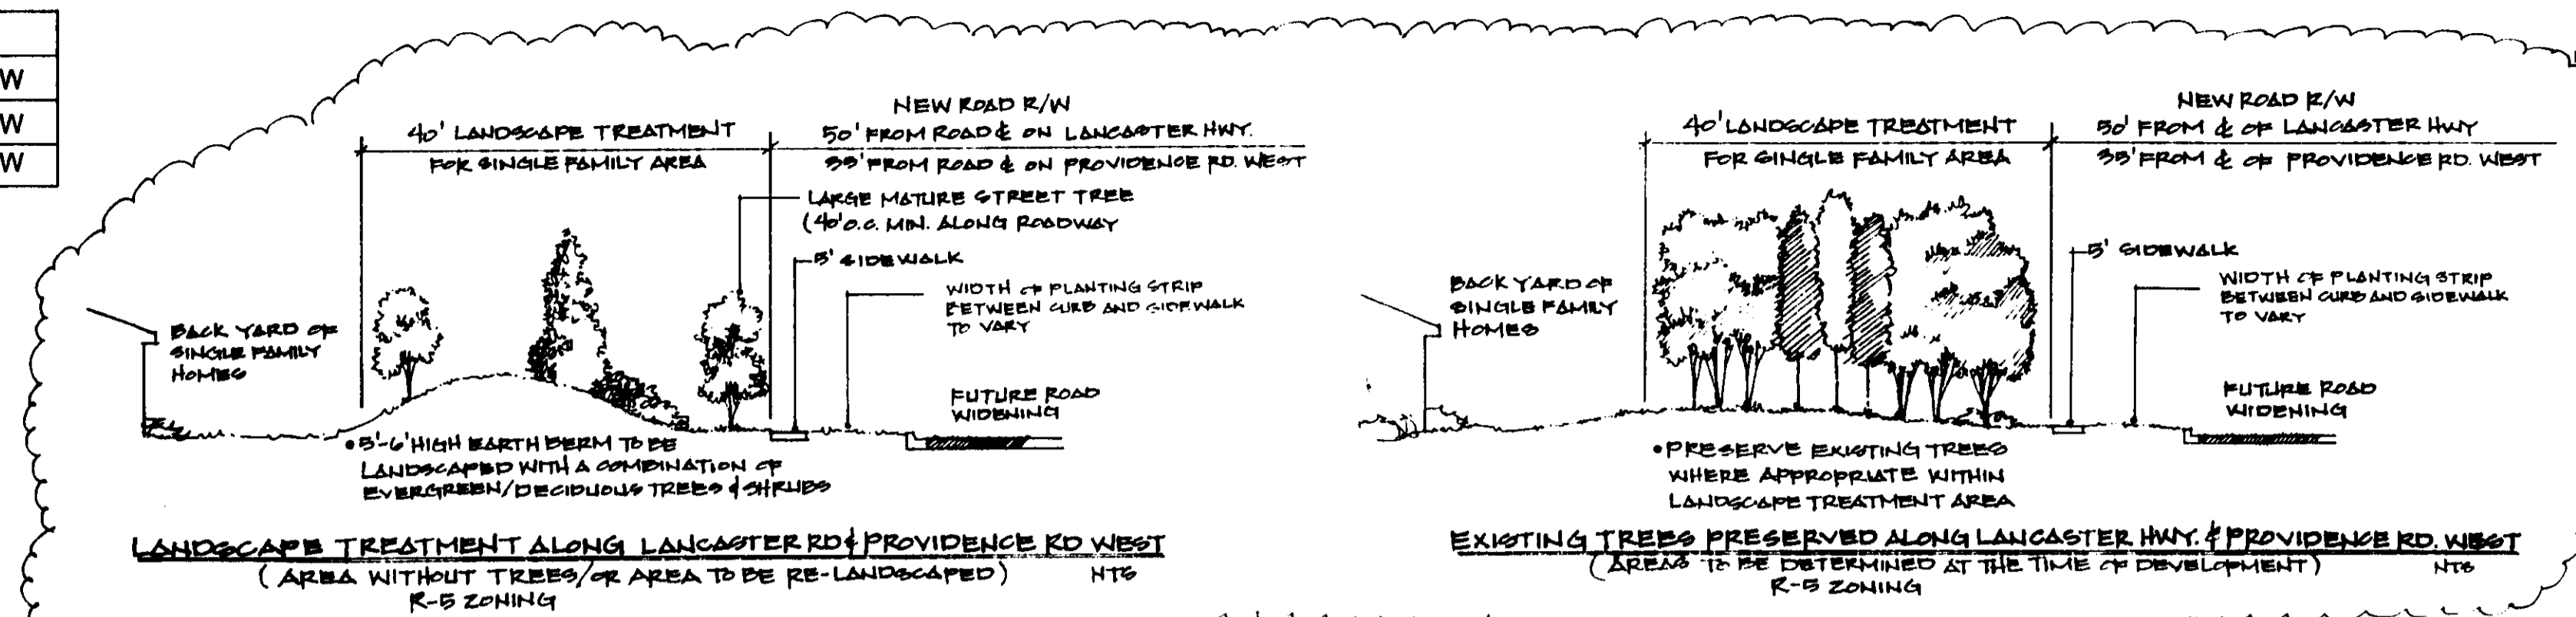 W
W
W
40' LANDSCAPE TREATMENT
FOR SINGLE FAMILY AREA
NEW ROAD R/W
50' FROM ROAD ℄ ON LANCASTER HWY.
35' FROM ROAD ℄ ON PROVIDENCE RD. WEST
LARGE MATURE STREET TREE
(40' O.C. MIN. ALONG ROADWAY
5' SIDEWALK
WIDTH OF PLANTING STRIP
BETWEEN CURB AND SIDEWALK
TO VARY
BACK YARD OF
SINGLE FAMILY
HOMES
FUTURE ROAD
WIDENING
•5'-6' HIGH EARTH BERM TO BE
LANDSCAPED WITH A COMBINATION OF
EVERGREEN/DECIDUOUS TREES & SHRUBS
LANDSCAPE TREATMENT ALONG LANCASTER RD & PROVIDENCE RD WEST
(AREA WITHOUT TREES/OR AREA TO BE RE-LANDSCAPED) NTS
R-5 ZONING
40' LANDSCAPE TREATMENT
FOR SINGLE FAMILY AREA
NEW ROAD R/W
50' FROM ℄ OF LANCASTER HWY
35' FROM ℄ OF PROVIDENCE RD. WEST
5' SIDEWALK
WIDTH OF PLANTING STRIP
BETWEEN CURB AND SIDEWALK
TO VARY
BACK YARD OF
SINGLE FAMILY
HOMES
FUTURE ROAD
WIDENING
•PRESERVE EXISTING TREES
WHERE APPROPRIATE WITHIN
LANDSCAPE TREATMENT AREA
EXISTING TREES PRESERVED ALONG LANCASTER HWY. & PROVIDENCE RD. WEST
(AREAS TO BE DETERMINED AT THE TIME OF DEVELOPMENT) NTS
R-5 ZONING